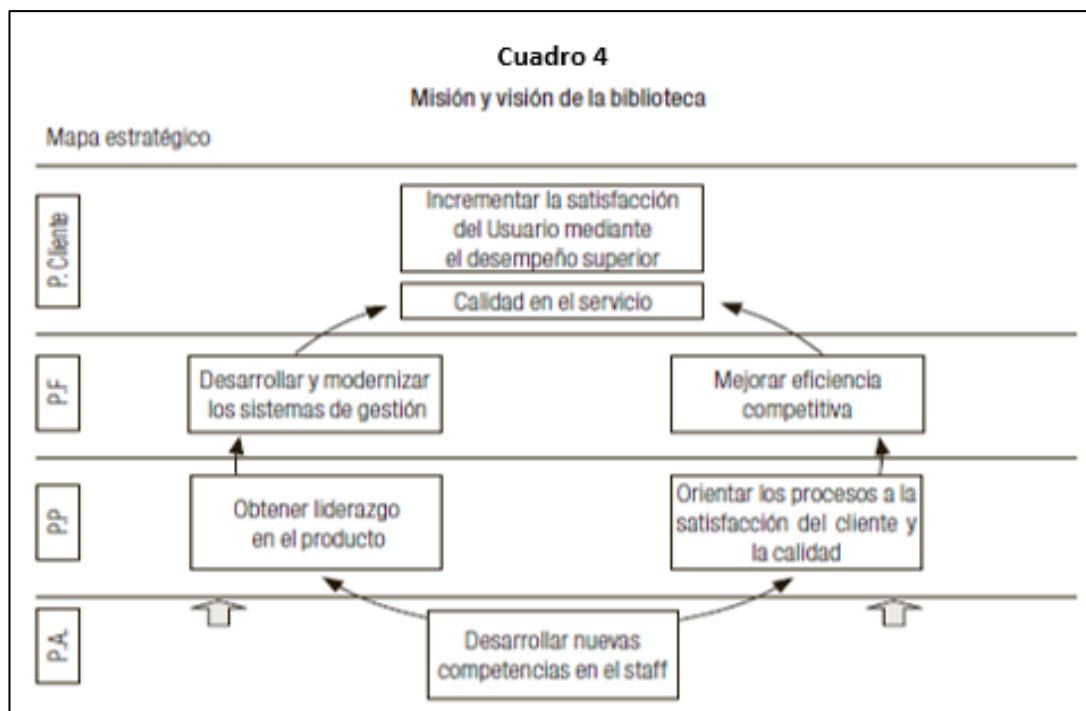 Cuadro 4
Misión y visión de la biblioteca
Mapa estratégico
P. Cliente
Incrementar la satisfacción
del Usuario mediante
el desempeño superior
Calidad en el servicio
P.F
Desarrollar y modernizar
los sistemas de gestión
Mejorar eficiencia
competitiva
P.P
Obtener liderazgo
en el producto
Orientar los procesos a la
satisfacción del cliente y
la calidad
P.A.
Desarrollar nuevas
competencias en el staff